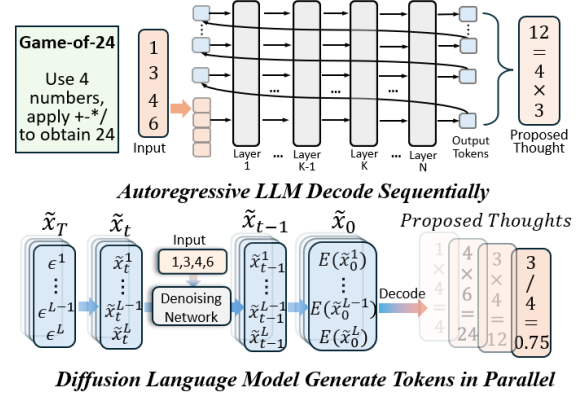 Game-of-24
Use 4
numbers,
apply +-*/
to obtain 24
1
3
4
6
Input
Layer
1
...
Layer
K-1
...
Layer
K
...
Layer
N
Output
Tokens
12
=
4
×
3
Proposed
Thought
Autoregressive LLM Decode Sequentially
x̃_T
x̃_t
x̃_{t-1}
x̃_0
Proposed Thoughts
ϵ^1
⋮
ϵ^{L-1}
ϵ^L
x̃_t^1
⋮
x̃_t^{L-1}
x̃_t^L
Input
1,3,4,6
Denoising
Network
x̃_{t-1}^1
⋮
x̃_{t-1}^{L-1}
x̃_{t-1}^L
E(x̃_0^1)
⋮
E(x̃_0^{L-1})
E(x̃_0^L)
Decode
1
×
4
=
4
4
×
6
=
24
3
×
4
=
12
3
/
4
=
0.75
Diffusion Language Model Generate Tokens in Parallel